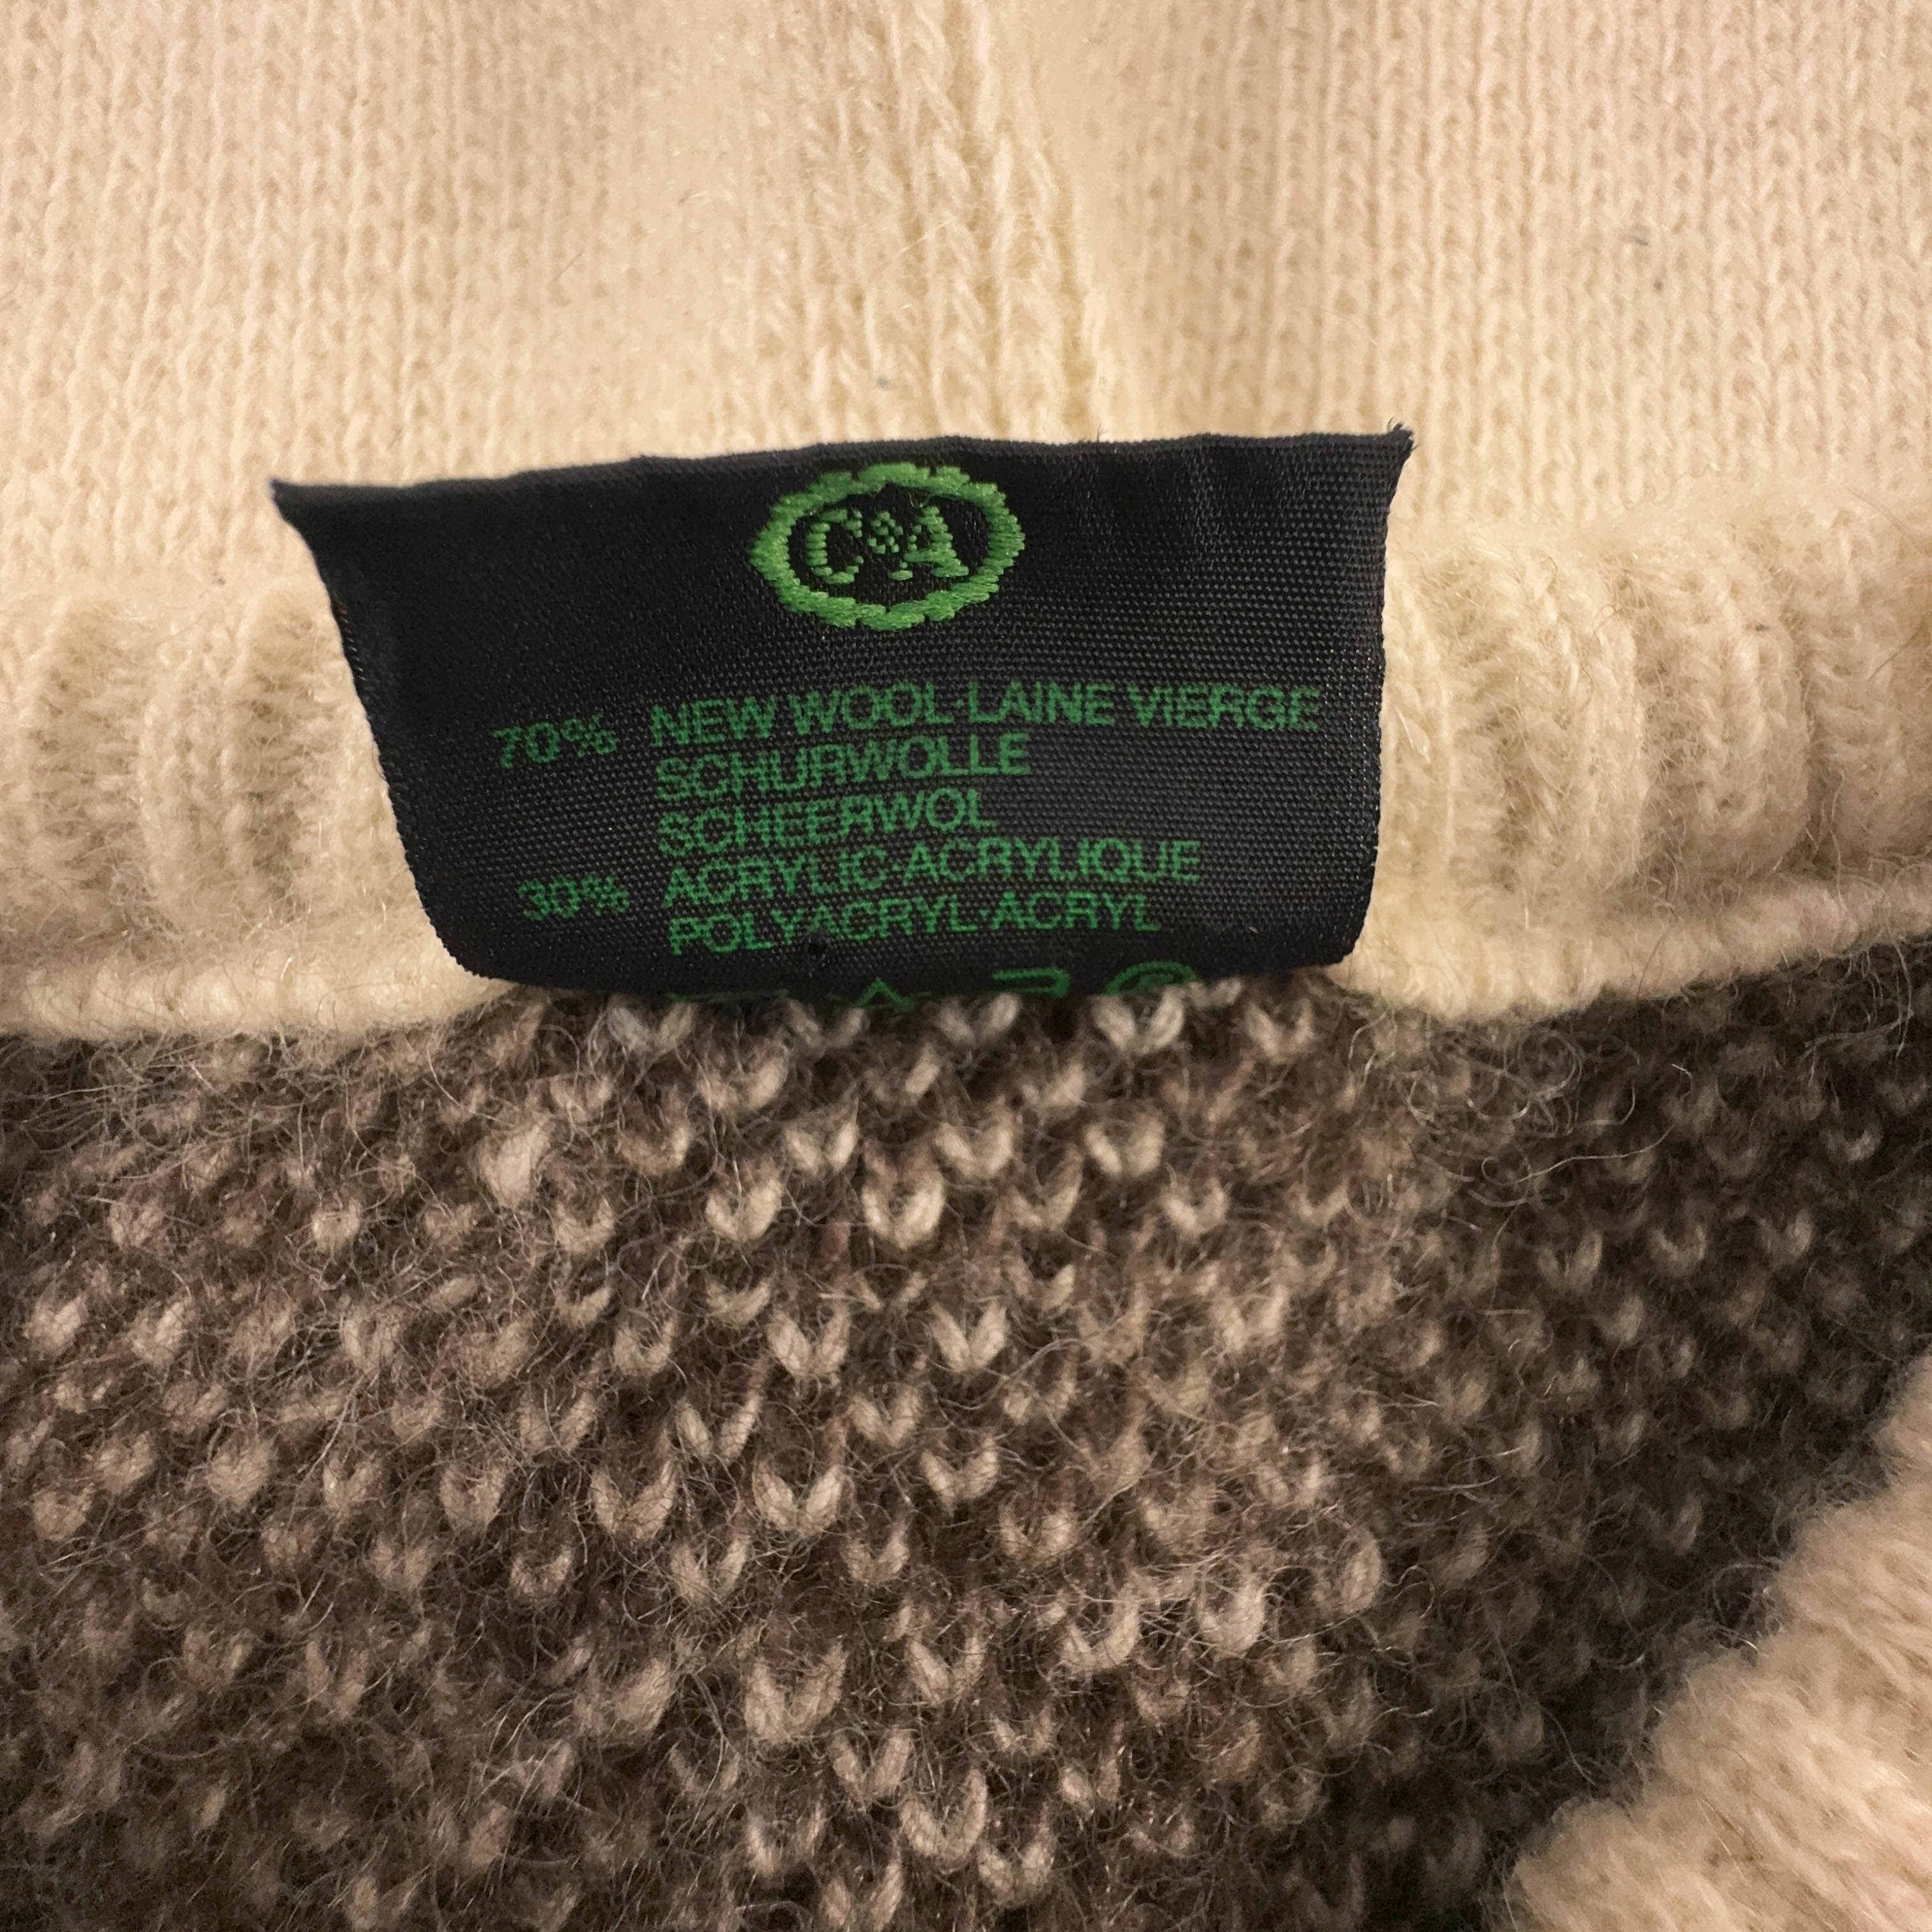 C&A
70% NEW WOOL·LAINE VIERGE
SCHURWOLLE
SCHEERWOL
30% ACRYLIC·ACRYLIQUE
POLYACRYL·ACRYL